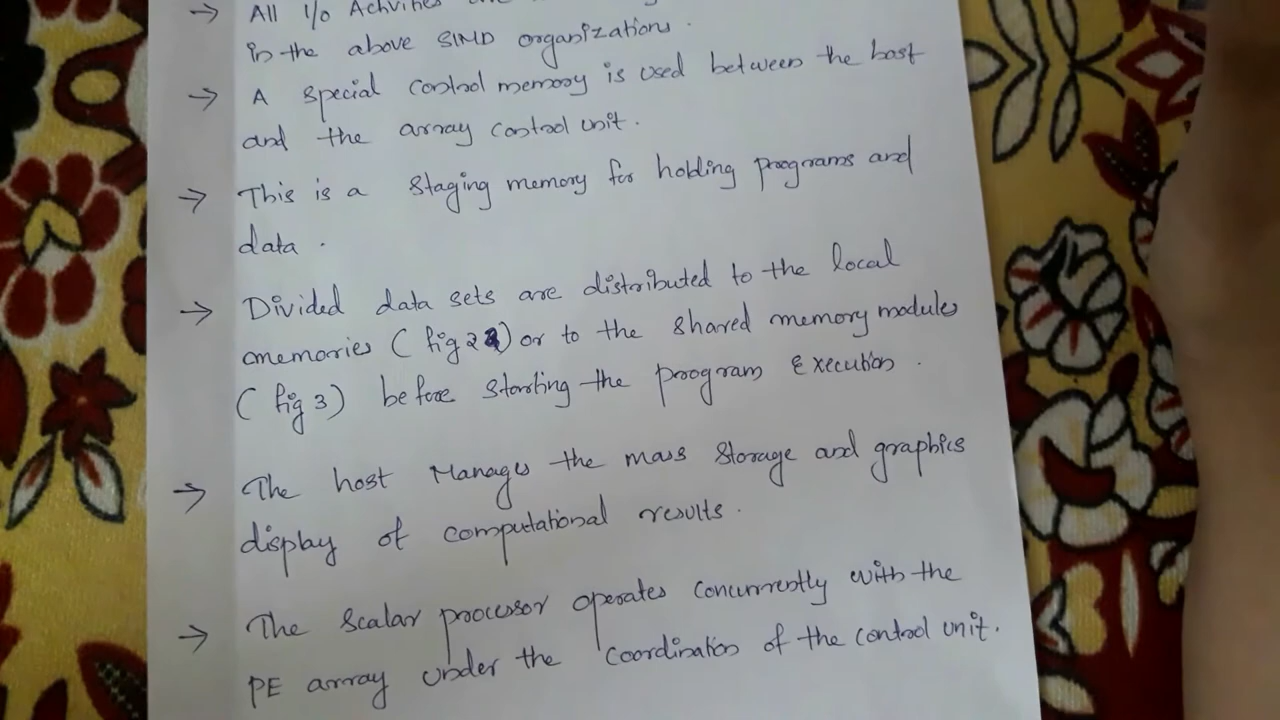 → All I/o Activities
in the above SIMD organizations.
→ A special control memory is used between the host
and the array control unit.
→ This is a staging memory for holding programs and
data.
→ Divided data sets are distributed to the local
memories (fig 2) or to the shared memory modules
(fig 3) before starting the program Execution.
→ The host Manages the mass storage and graphics
display of computational results.
→ The scalar processor operates concurrently with the
PE array under the coordination of the control unit.